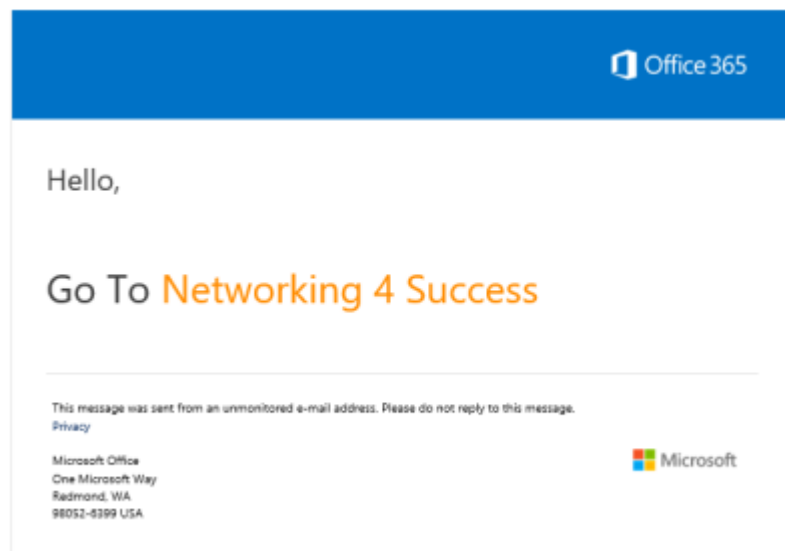 Office 365
Hello,
Go To Networking 4 Success
This message was sent from an unmonitored e-mail address. Please do not reply to this message.
Privacy
Microsoft Office
One Microsoft Way
Redmond, WA
98052-6399 USA
Microsoft